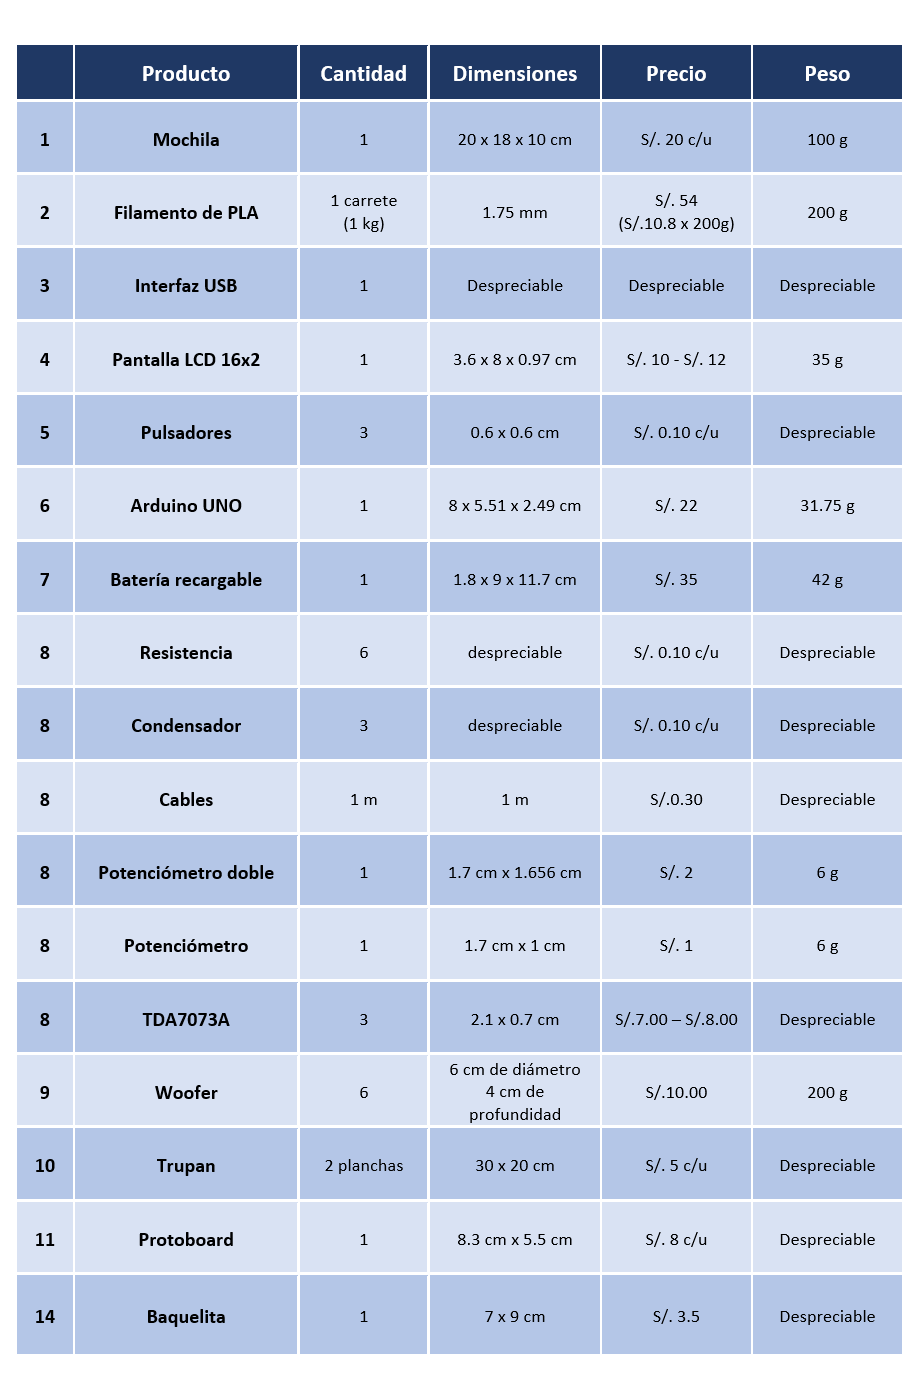 Producto Cantidad Dimensiones Precio Peso
1 Mochila 1 20 x 18 x 10 cm S/. 20 c/u 100 g
2 Filamento de PLA 1 carrete (1 kg) 1.75 mm S/. 54 (S/.10.8 x 200g) 200 g
3 Interfaz USB 1 Despreciable Despreciable Despreciable
4 Pantalla LCD 16x2 1 3.6 x 8 x 0.97 cm S/. 10 - S/. 12 35 g
5 Pulsadores 3 0.6 x 0.6 cm S/. 0.10 c/u Despreciable
6 Arduino UNO 1 8 x 5.51 x 2.49 cm S/. 22 31.75 g
7 Batería recargable 1 1.8 x 9 x 11.7 cm S/. 35 42 g
8 Resistencia 6 despreciable S/. 0.10 c/u Despreciable
8 Condensador 3 despreciable S/. 0.10 c/u Despreciable
8 Cables 1 m 1 m S/.0.30 Despreciable
8 Potenciómetro doble 1 1.7 cm x 1.656 cm S/. 2 6 g
8 Potenciómetro 1 1.7 cm x 1 cm S/. 1 6 g
8 TDA7073A 3 2.1 x 0.7 cm S/.7.00 – S/.8.00 Despreciable
9 Woofer 6 6 cm de diámetro 4 cm de profundidad S/.10.00 200 g
10 Trupan 2 planchas 30 x 20 cm S/. 5 c/u Despreciable
11 Protoboard 1 8.3 cm x 5.5 cm S/. 8 c/u Despreciable
14 Baquelita 1 7 x 9 cm S/. 3.5 Despreciable